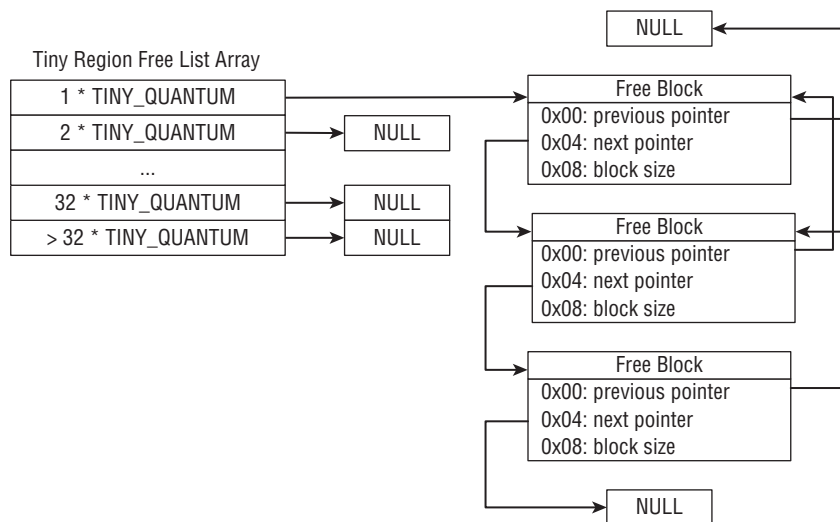 Tiny Region Free List Array
1 * TINY_QUANTUM
2 * TINY_QUANTUM
NULL
...
32 * TINY_QUANTUM
NULL
> 32 * TINY_QUANTUM
NULL
NULL
Free Block
0x00: previous pointer
0x04: next pointer
0x08: block size
Free Block
0x00: previous pointer
0x04: next pointer
0x08: block size
Free Block
0x00: previous pointer
0x04: next pointer
0x08: block size
NULL